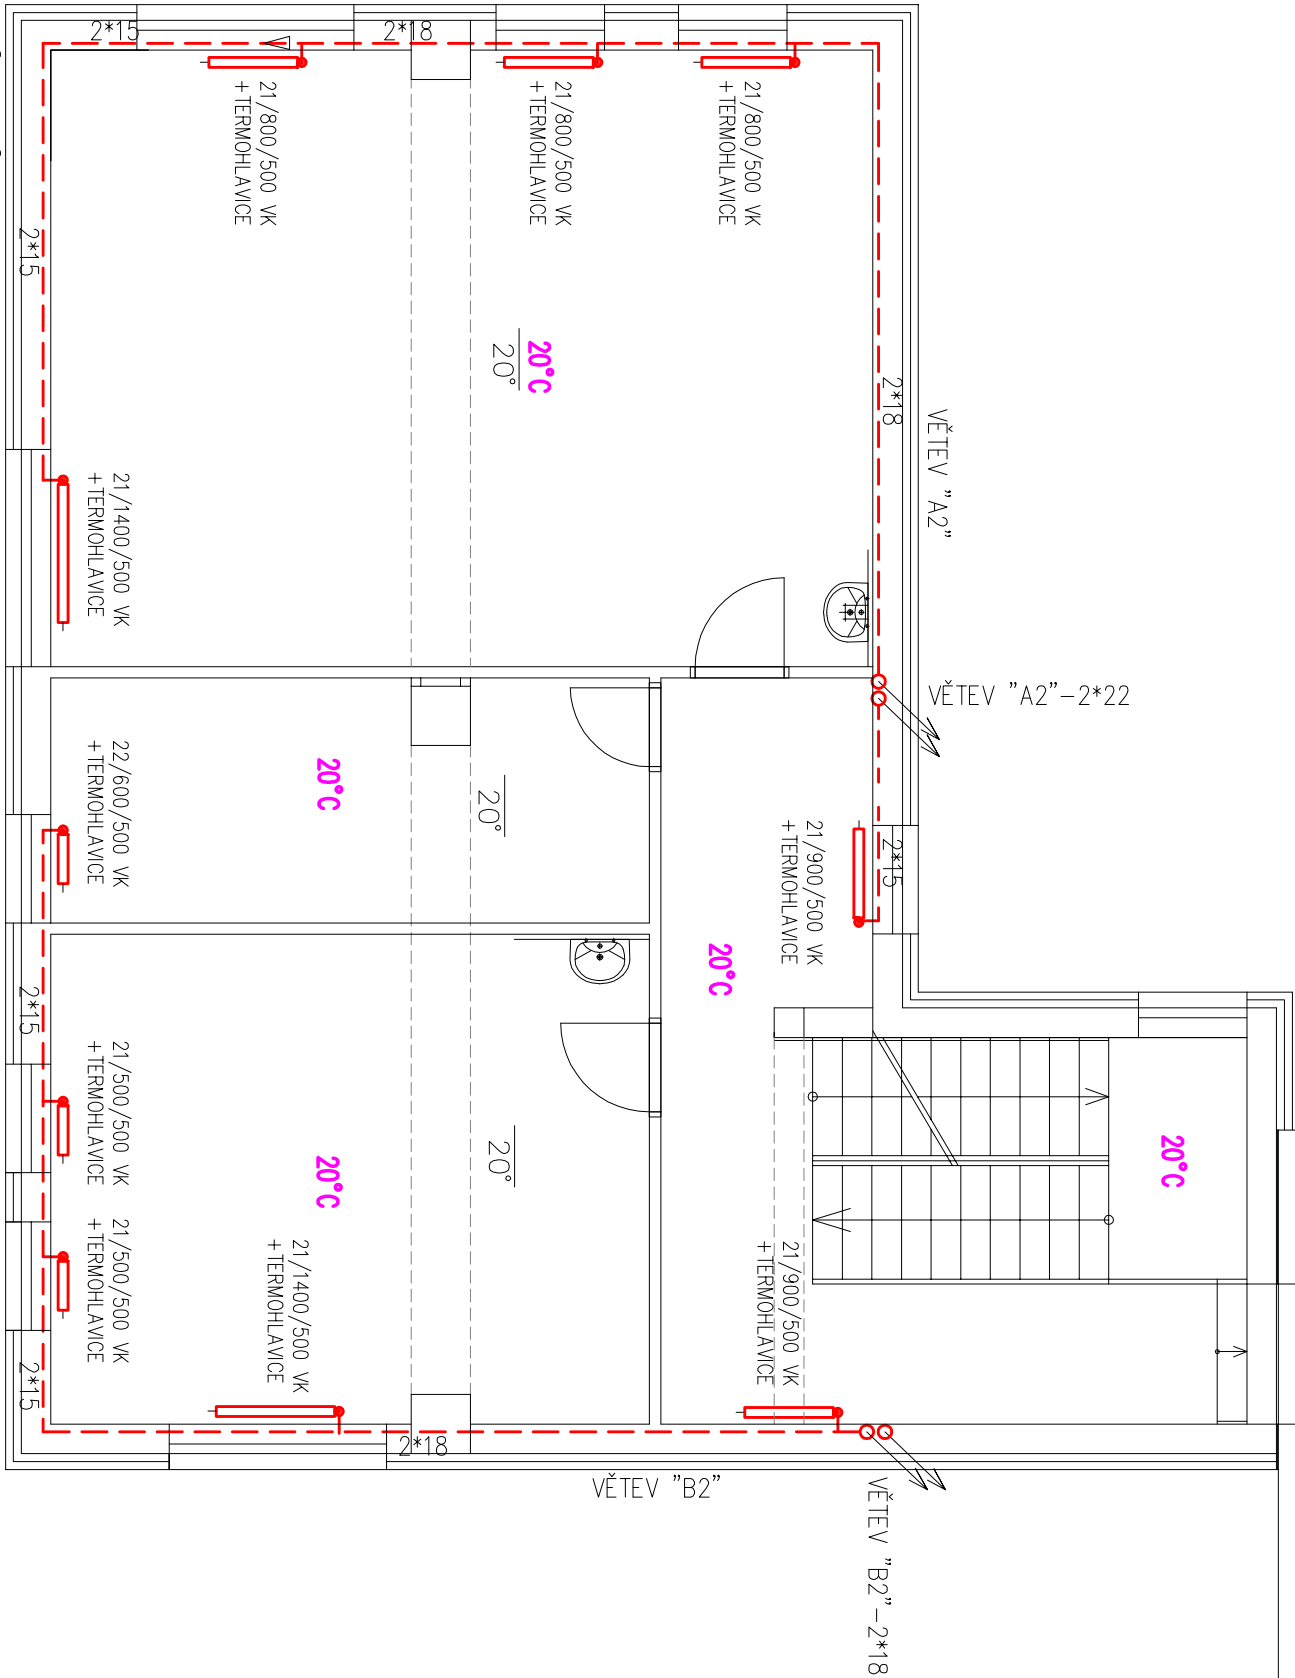 2*15
2*18
21/800/500 VK
+TERMOHLAVICE
21/800/500 VK
+TERMOHLAVICE
21/800/500 VK
+TERMOHLAVICE
2*15
20°C
20°
2*18
VĚTEV "A2"
21/1400/500 VK
+TERMOHLAVICE
VĚTEV "A2"-2*22
22/600/500 VK
+TERMOHLAVICE
20°C
20°
21/900/500 VK
+TERMOHLAVICE
2*15
20°C
2*15
21/500/500 VK
+TERMOHLAVICE
21/500/500 VK
+TERMOHLAVICE
20°C
20°
20°C
21/1400/500 VK
+TERMOHLAVICE
21/900/500 VK
+TERMOHLAVICE
2*15
2*18
VĚTEV "B2"
VĚTEV "B2"-2*18